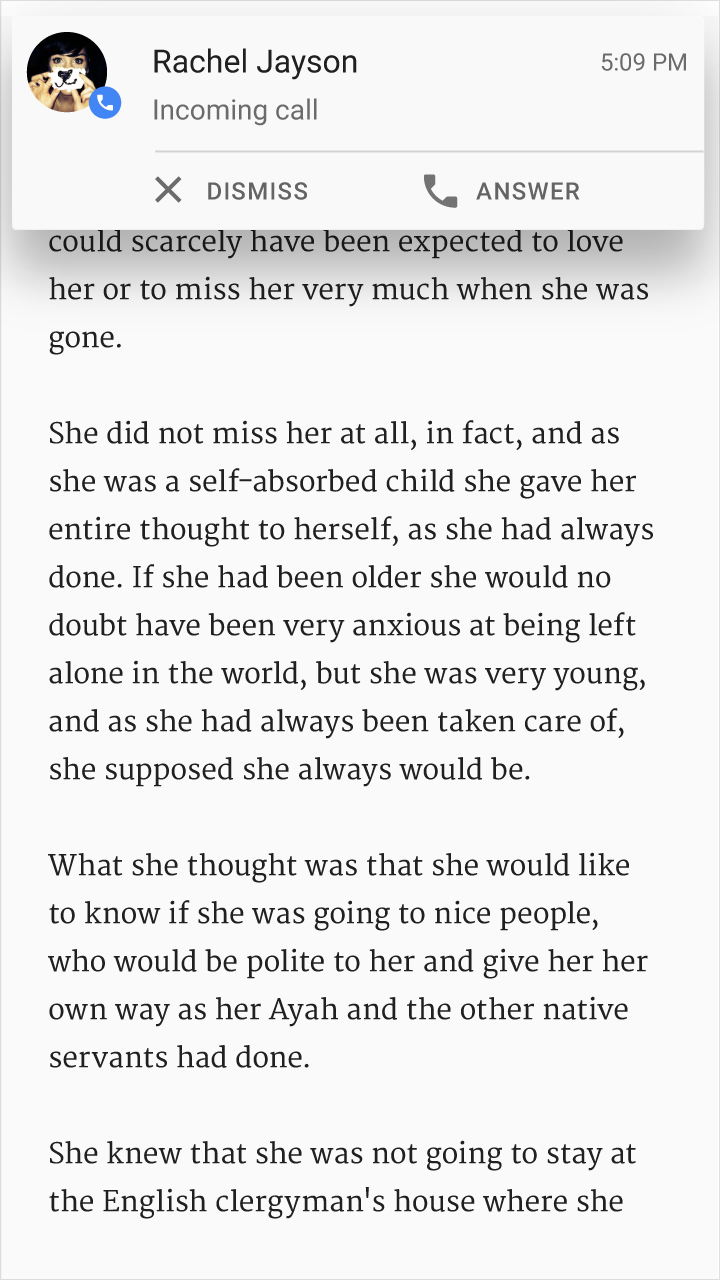 Rachel Jayson
5:09 PM
Incoming call
DISMISS
ANSWER
could scarcely have been expected to love
her or to miss her very much when she was
gone.
She did not miss her at all, in fact, and as
she was a self-absorbed child she gave her
entire thought to herself, as she had always
done. If she had been older she would no
doubt have been very anxious at being left
alone in the world, but she was very young,
and as she had always been taken care of,
she supposed she always would be.
What she thought was that she would like
to know if she was going to nice people,
who would be polite to her and give her her
own way as her Ayah and the other native
servants had done.
She knew that she was not going to stay at
the English clergyman's house where she